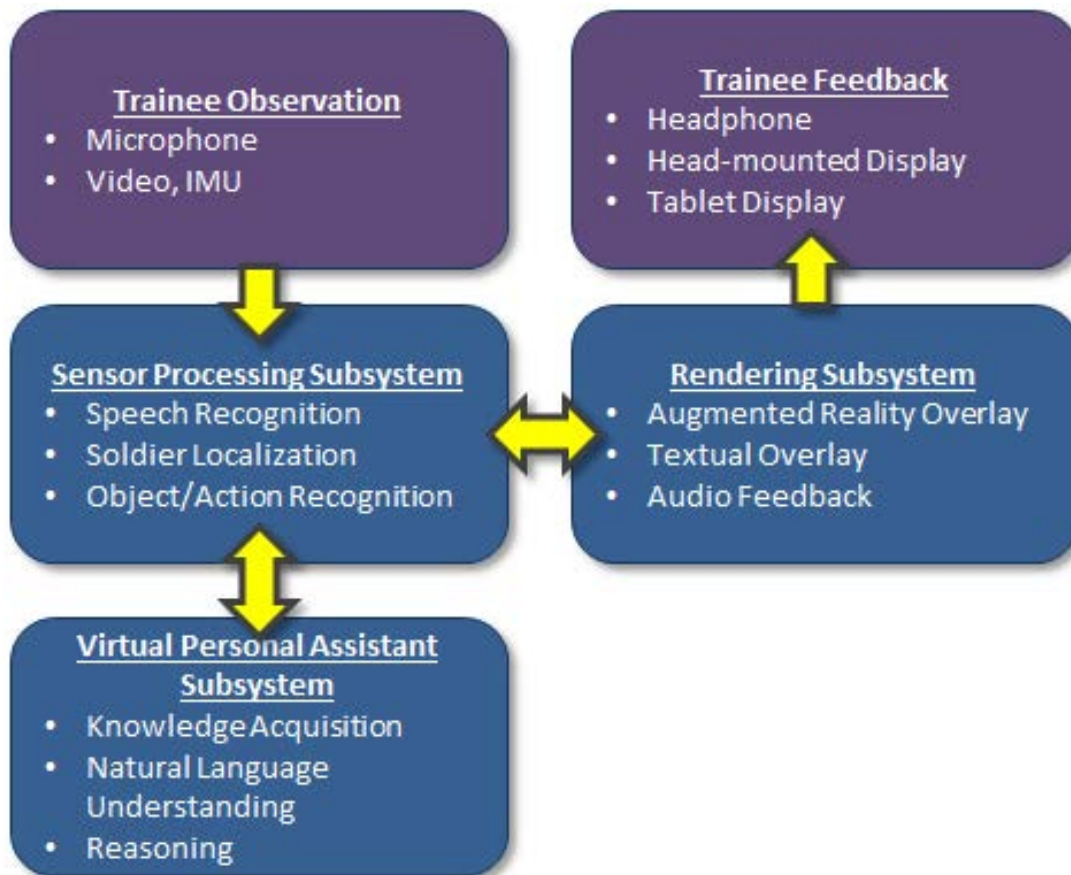 Trainee Observation
• Microphone
• Video, IMU
Trainee Feedback
• Headphone
• Head-mounted Display
• Tablet Display
Sensor Processing Subsystem
• Speech Recognition
• Soldier Localization
• Object/Action Recognition
Rendering Subsystem
• Augmented Reality Overlay
• Textual Overlay
• Audio Feedback
Virtual Personal Assistant
Subsystem
• Knowledge Acquisition
• Natural Language
Understanding
• Reasoning